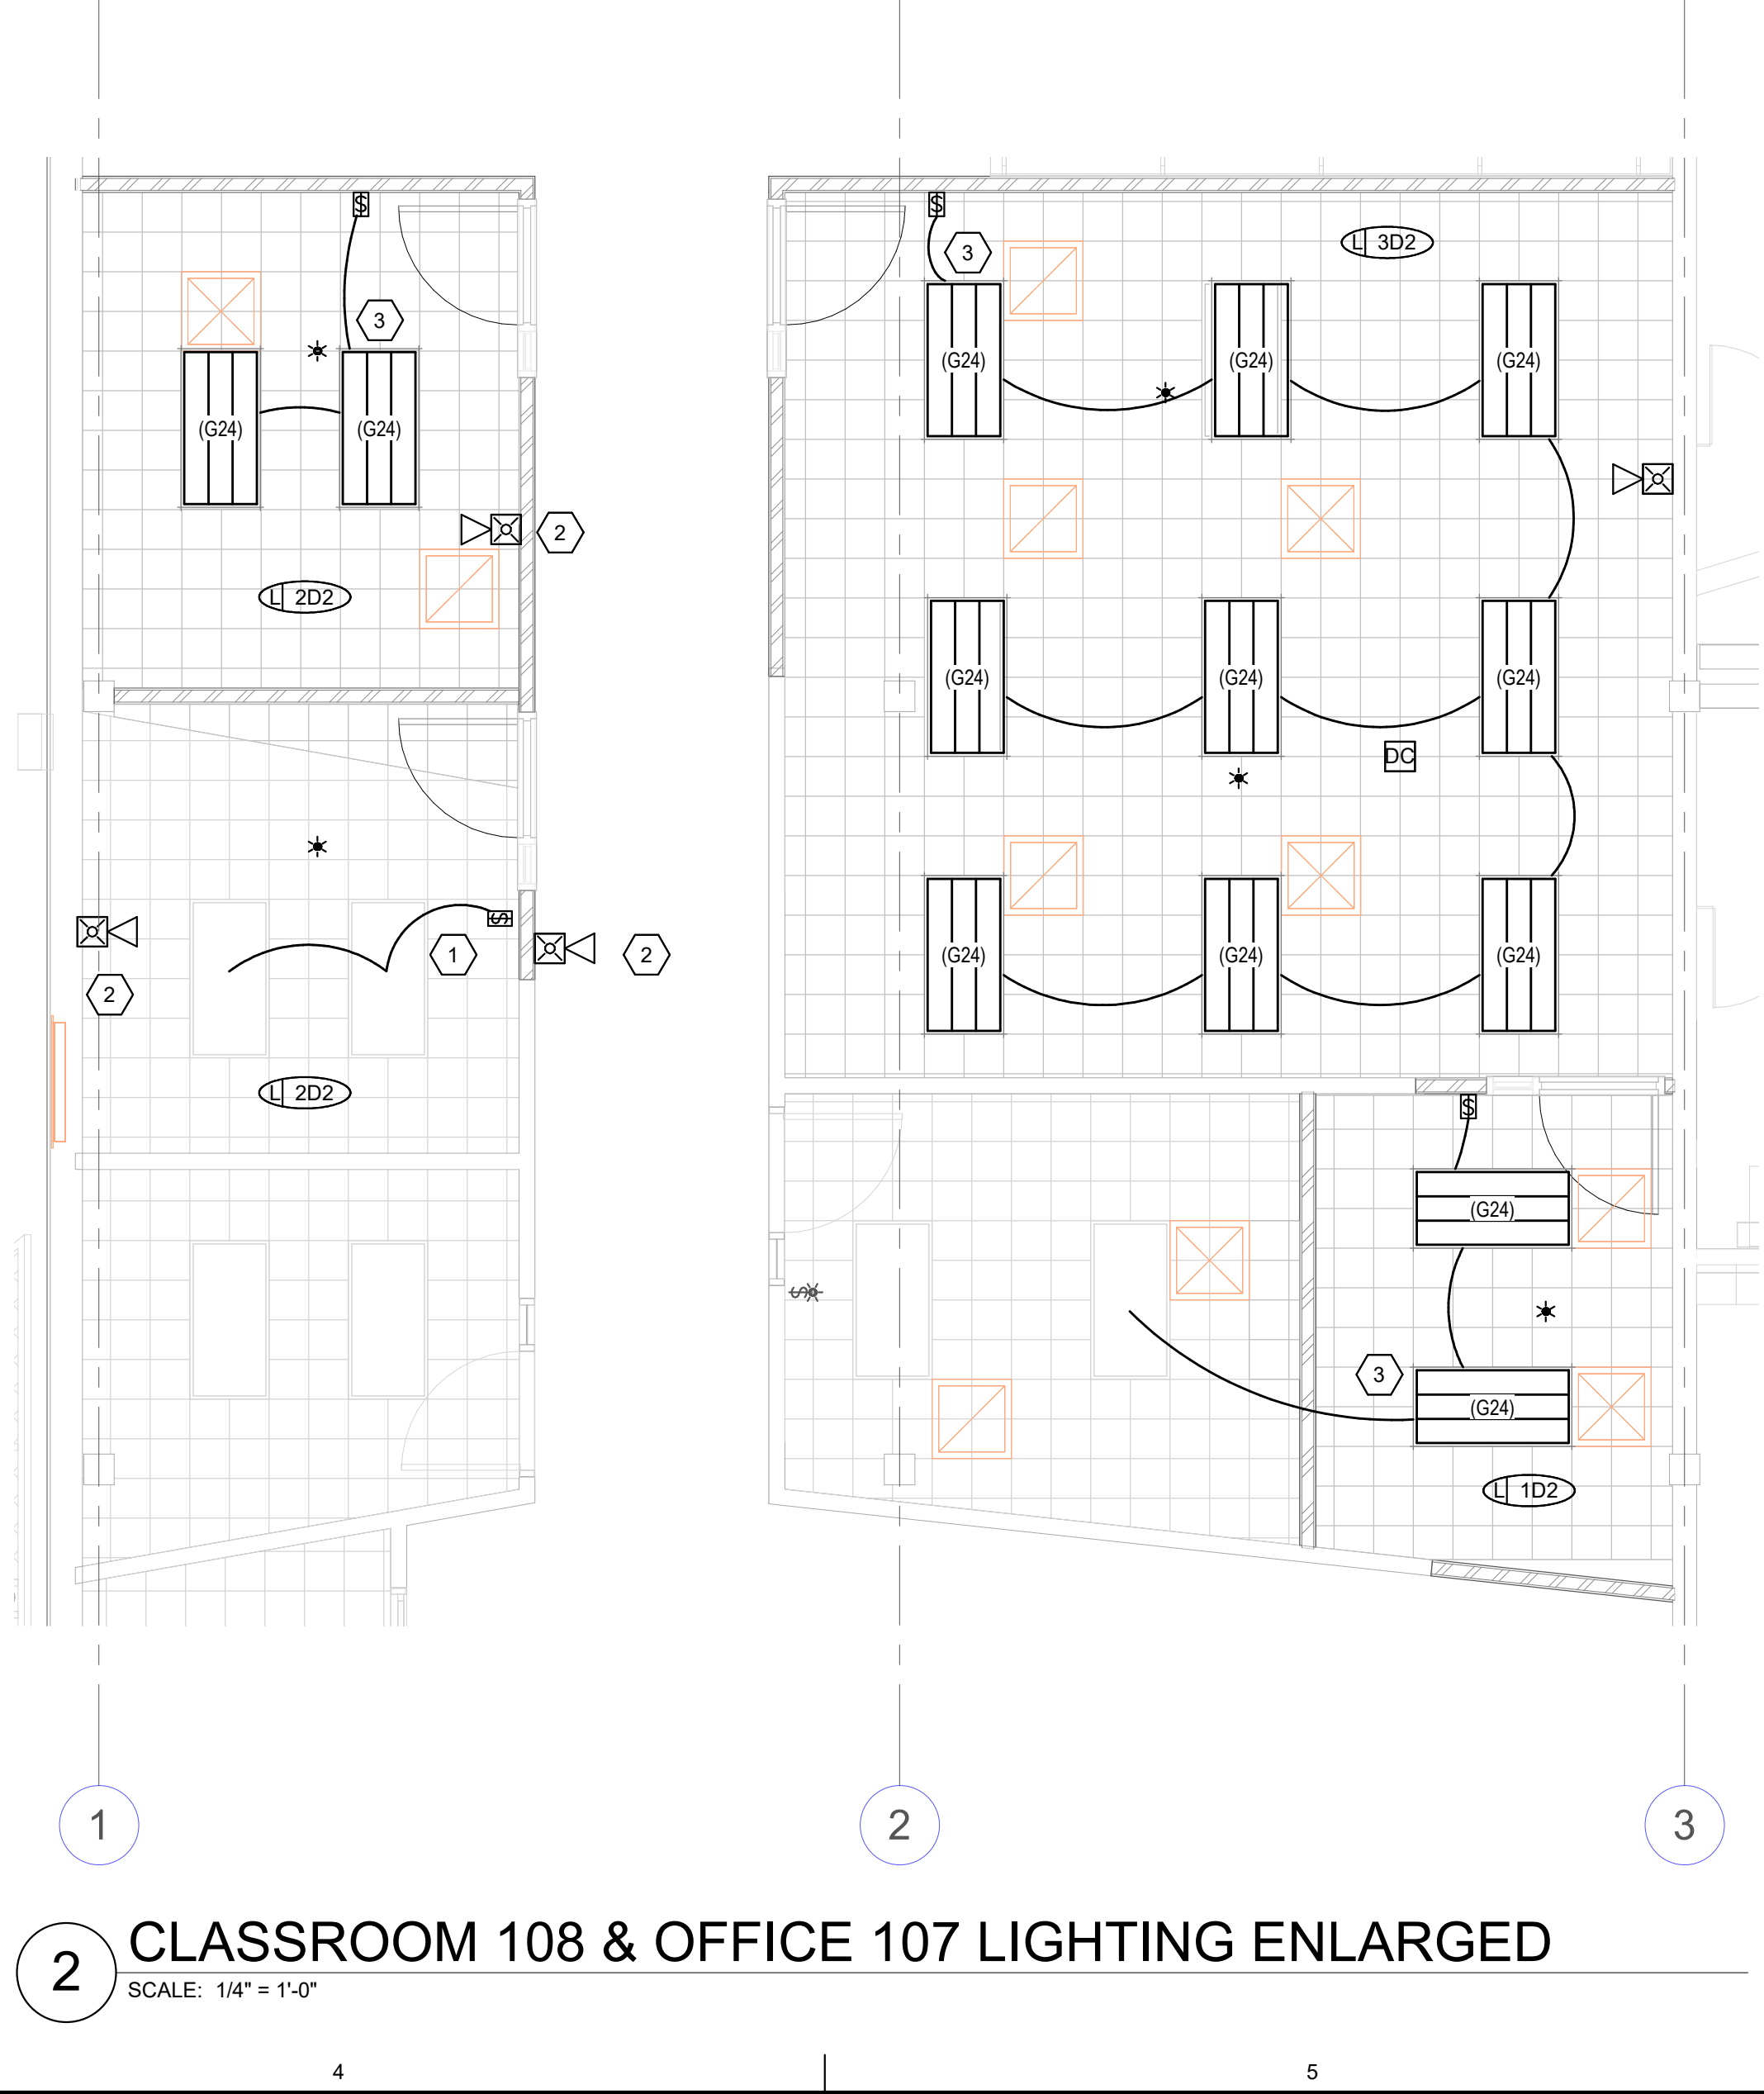 $
$
L 3D2
3
3
(G24)
(G24)
(G24)
(G24)
(G24)
2
L 2D2
(G24)
(G24)
(G24)
DC
$
1
2
2
(G24)
(G24)
(G24)
L 2D2
$
(G24)
$
3
(G24)
L 1D2
1
2
3
2
CLASSROOM 108 & OFFICE 107 LIGHTING ENLARGED
SCALE: 1/4" = 1'-0"
4
5